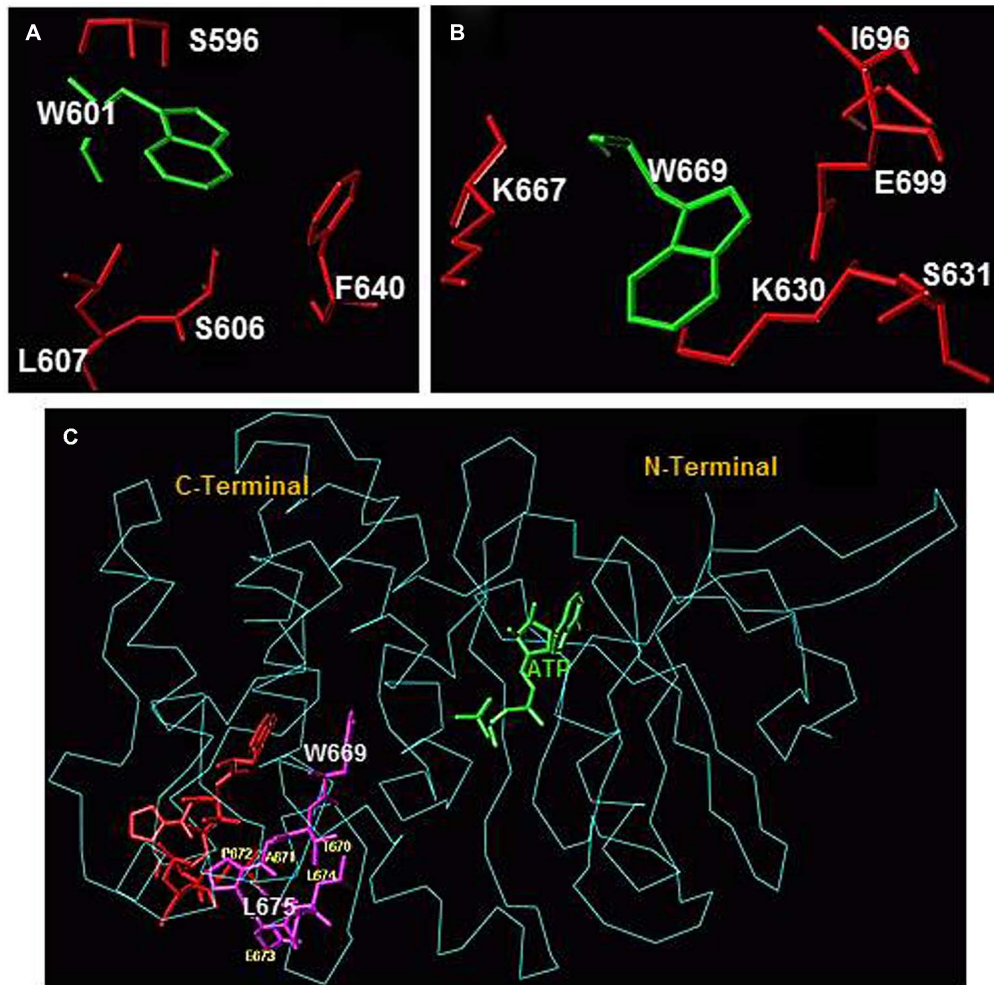 A
S596
W601
F640
S606
L607
B
I696
W669
K667
E699
K630
S631
C
C-Terminal
N-Terminal
ATP
W669
P672
A671
I670
L674
L675
E673